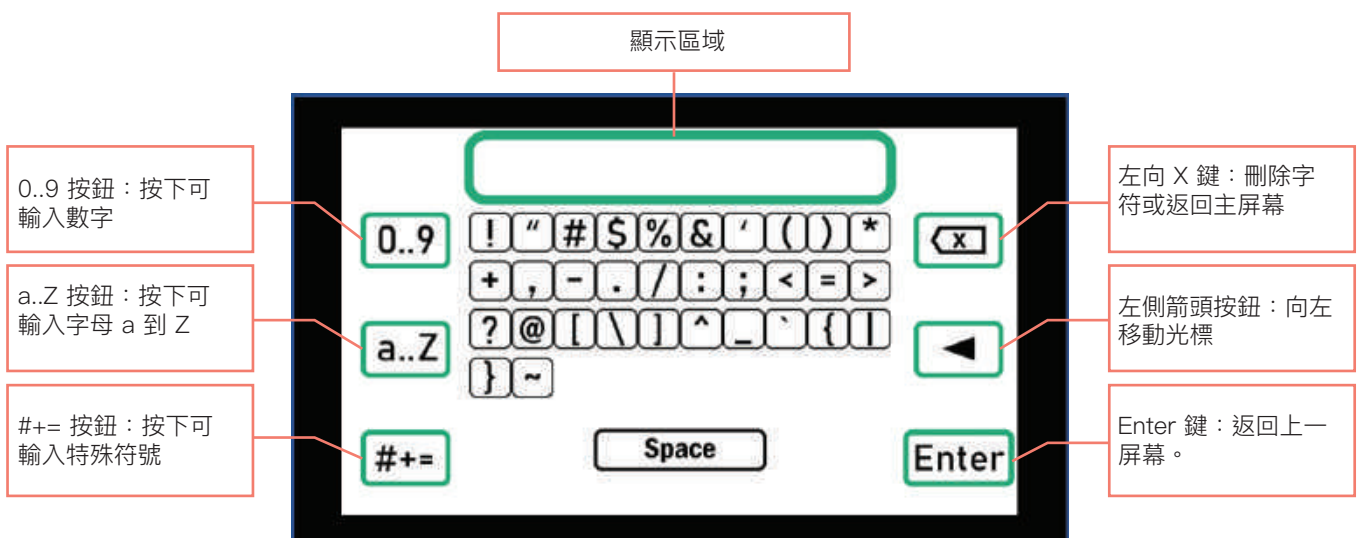 顯示區域
0..9 按鈕：按下可
輸入數字
a..Z 按鈕：按下可
輸入字母 a 到 Z
#+= 按鈕：按下可
輸入特殊符號
0..9
a..Z
#+=
! " # $ % & ' ( ) *
+ , - . / : ; < = >
? @ [ \ ] ^ _ ` { |
} ~
Space
x
◀
Enter
左向 X 鍵：刪除字
符或返回主屏幕
左側箭頭按鈕：向左
移動光標
Enter 鍵：返回上一
屏幕。